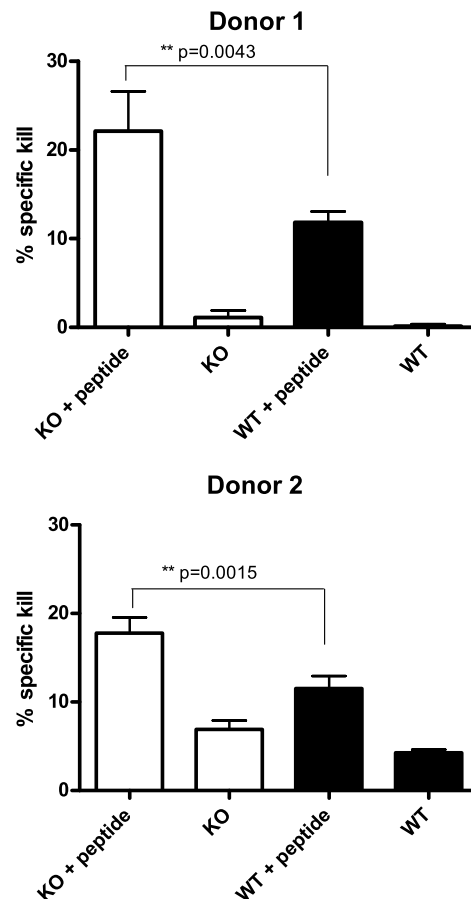 Donor 1
** p=0.0043
30
20
10
0
% specific kill
KO + peptide
KO
WT + peptide
WT
Donor 2
** p=0.0015
30
20
10
0
% specific kill
KO + peptide
KO
WT + peptide
WT